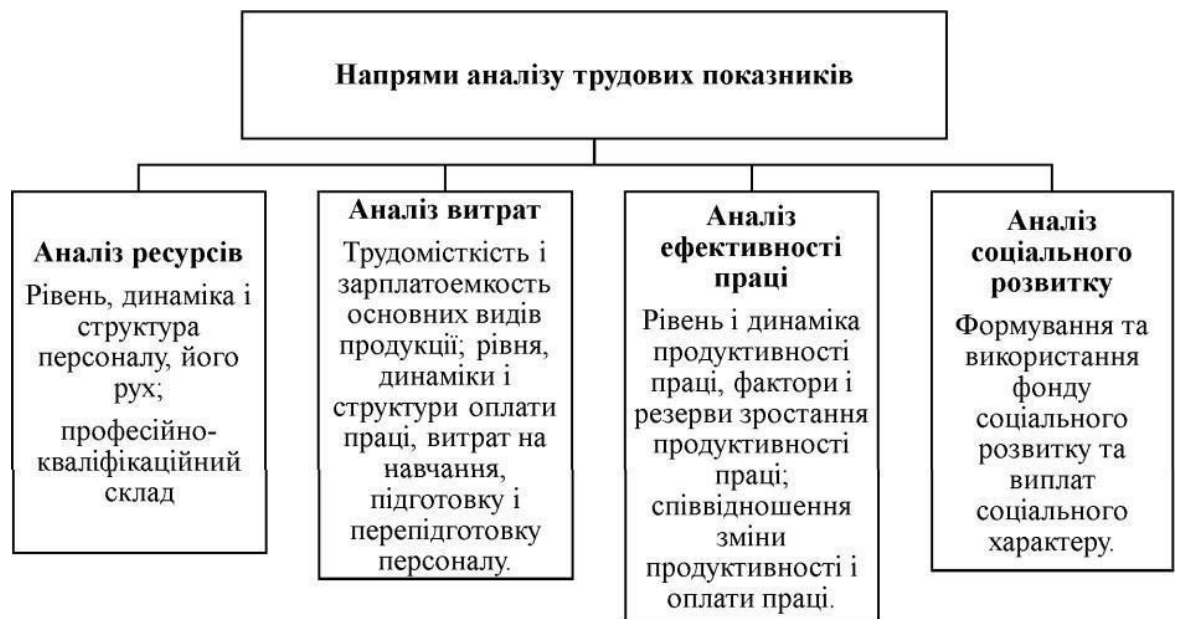 Напрями аналізу трудових показників
Аналіз ресурсів
Рівень, динаміка і
структура
персоналу, його
рух;
професійно-
кваліфікаційний
склад
Аналіз витрат
Трудомісткість і
зарплатоемкость
основних видів
продукції; рівня,
динаміки і
структури оплати
праці, витрат на
навчання,
підготовку і
перепідготовку
персоналу.
Аналіз
ефективності
праці
Рівень і динаміка
продуктивності
праці, фактори і
резерви зростання
продуктивності
праці;
співвідношення
зміни
продуктивності і
оплати праці.
Аналіз
соціального
розвитку
Формування та
використання
фонду
соціального
розвитку та
виплат
соціального
характеру.